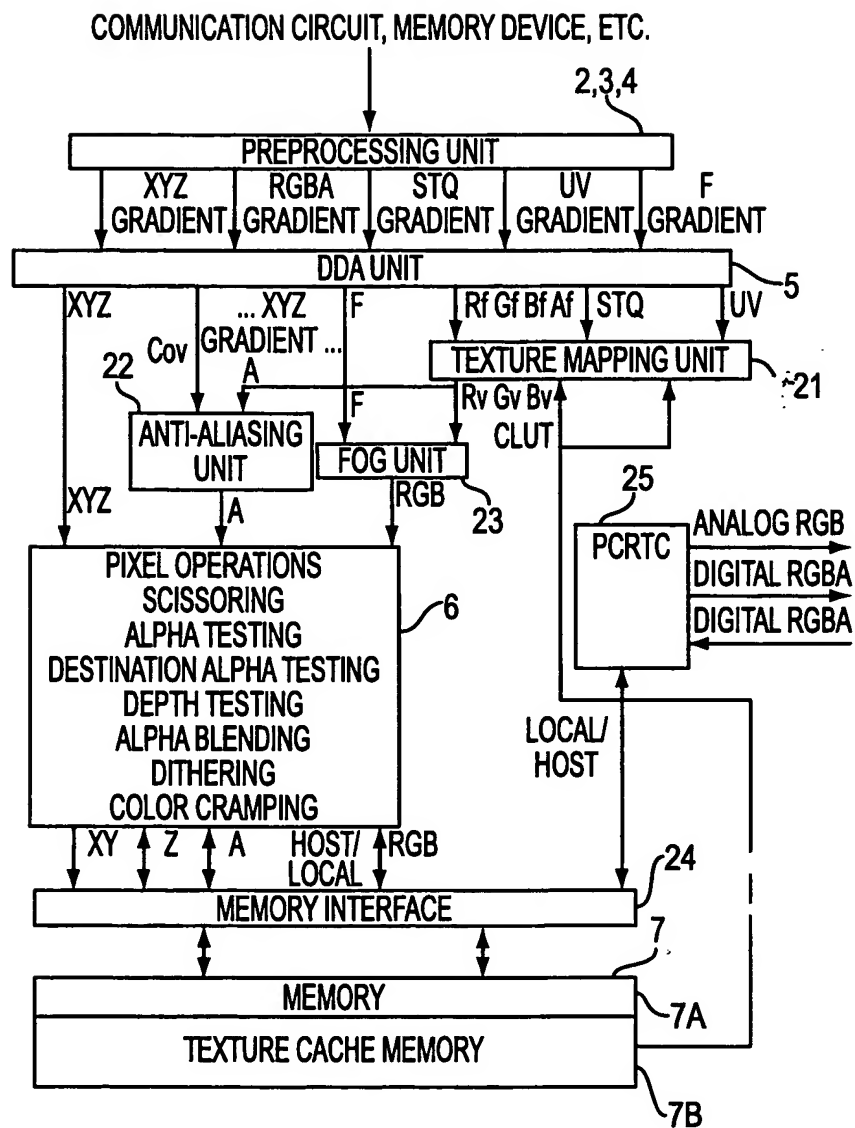 COMMUNICATION CIRCUIT, MEMORY DEVICE, ETC.
2,3,4
PREPROCESSING UNIT
XYZ GRADIENT
RGBA GRADIENT
STQ GRADIENT
UV GRADIENT
F GRADIENT
DDA UNIT
5
XYZ
Cov
... XYZ
GRADIENT ...
F
Rf Gf Bf Af
STQ
UV
TEXTURE MAPPING UNIT
21
22
A
ANTI-ALIASING
UNIT
F
Rv Gv Bv
CLUT
FOG UNIT
23
XYZ
A
RGB
25
PCRTC
ANALOG RGB
DIGITAL RGBA
DIGITAL RGBA
PIXEL OPERATIONS
SCISSORING
ALPHA TESTING
DESTINATION ALPHA TESTING
DEPTH TESTING
ALPHA BLENDING
DITHERING
COLOR CRAMPING
6
LOCAL/
HOST
XY
Z
A
HOST/
LOCAL
RGB
24
MEMORY INTERFACE
7
MEMORY
7A
TEXTURE CACHE MEMORY
7B